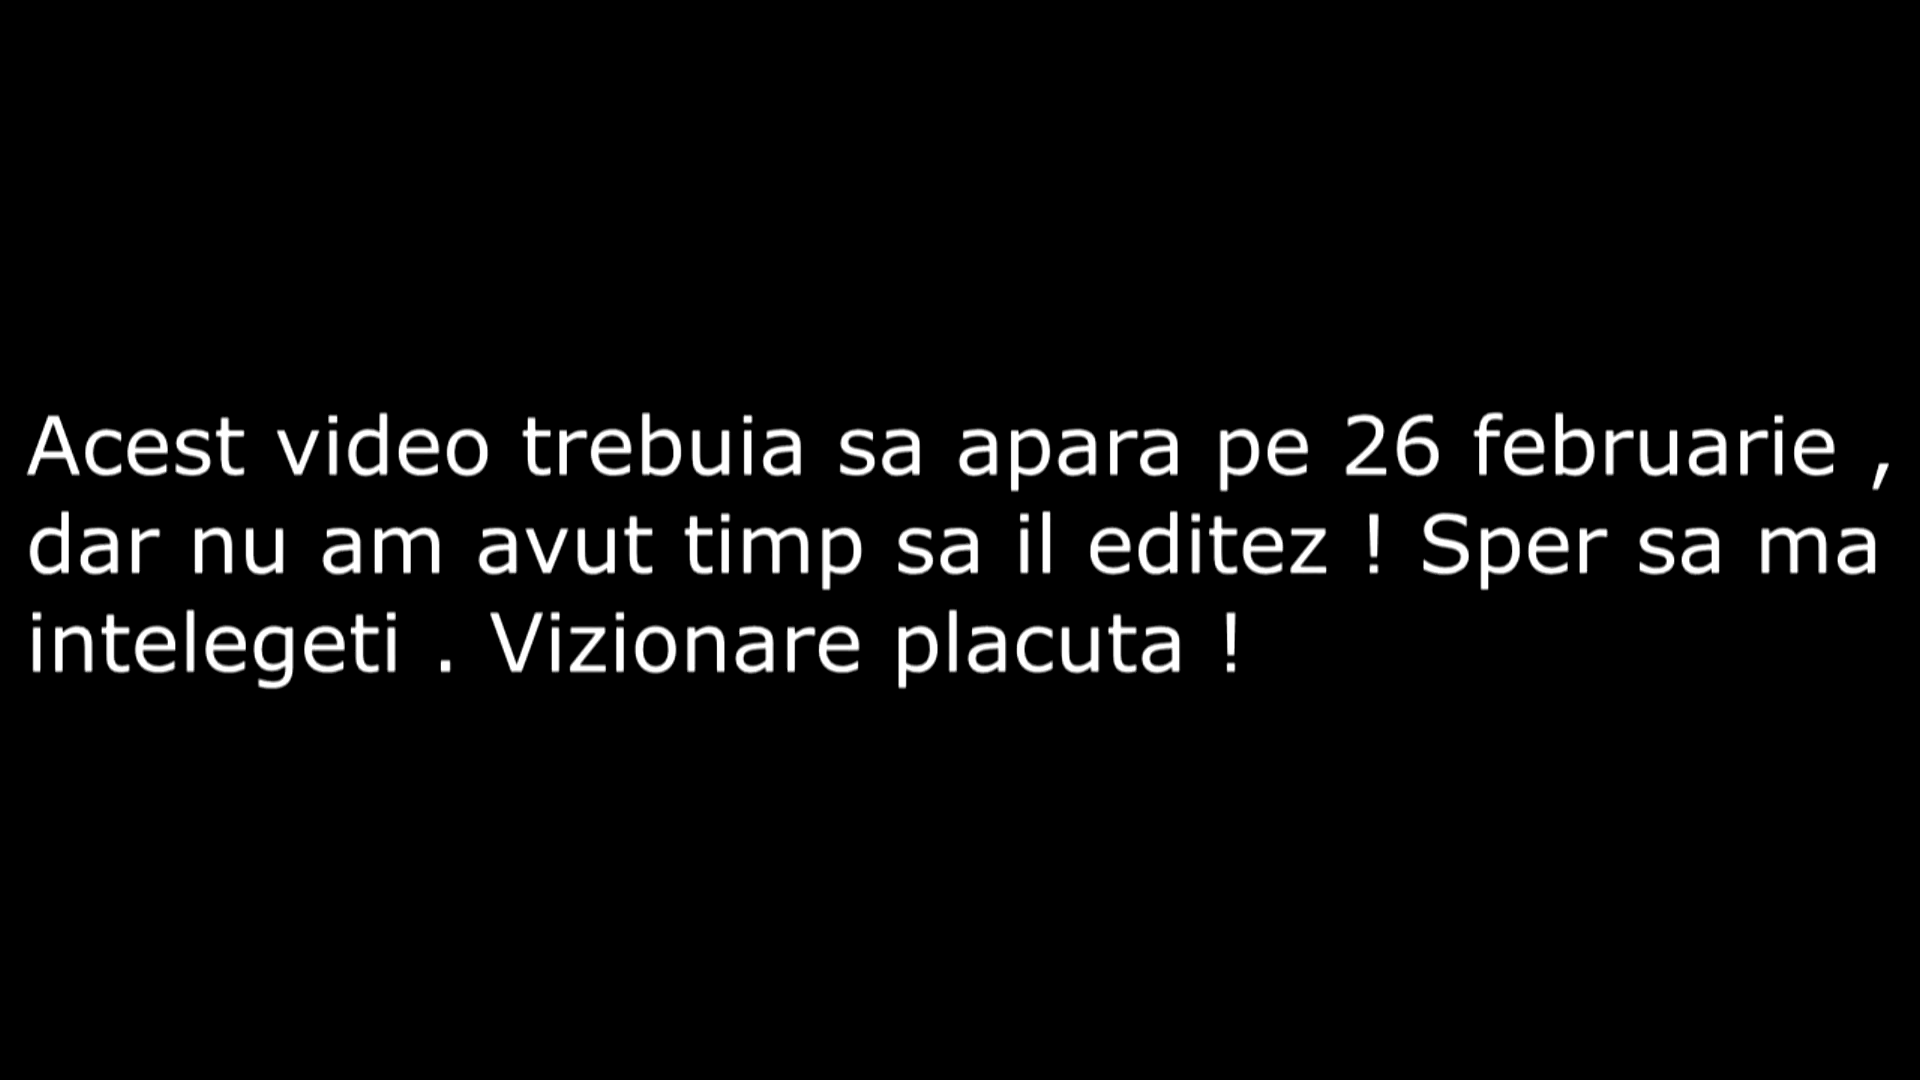 Acest video trebuia sa apara pe 26 februarie ,
dar nu am avut timp sa il editez ! Sper sa ma
intelegeti . Vizionare placuta !